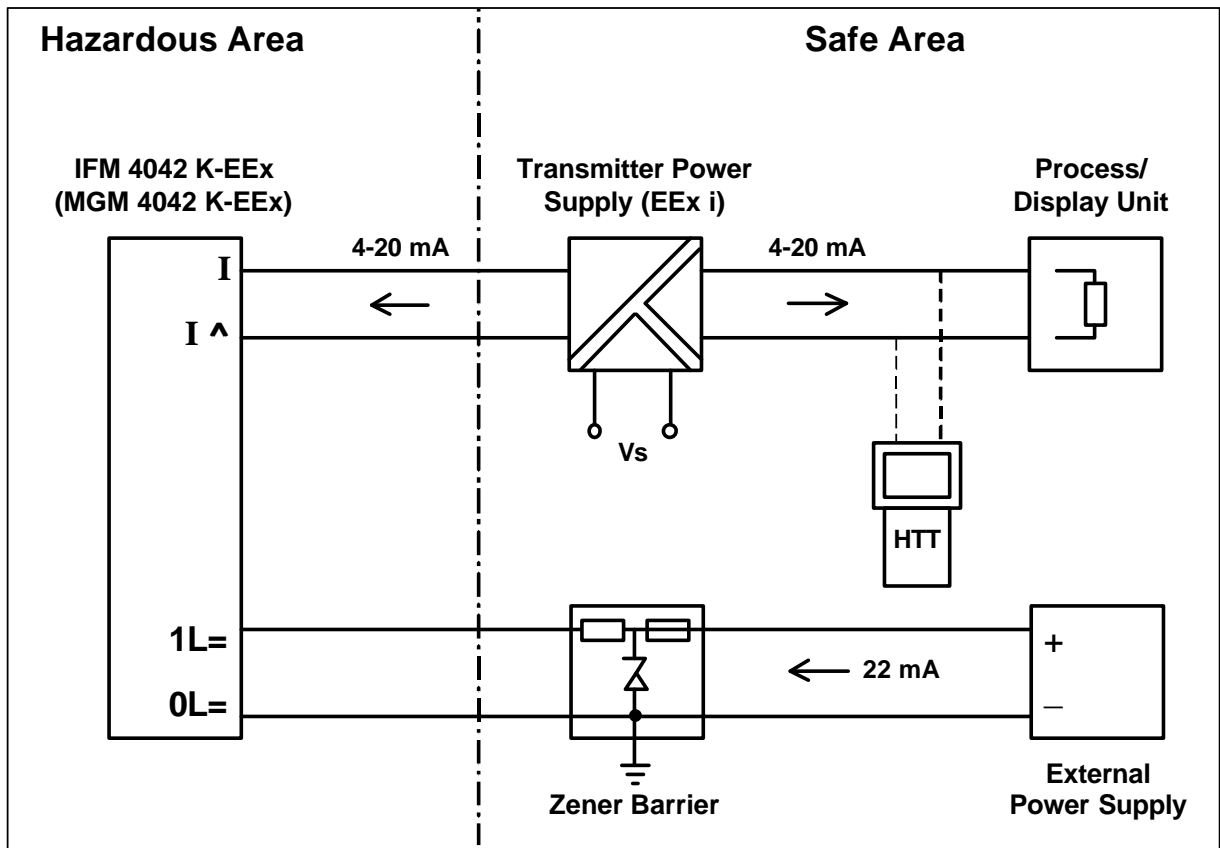 Hazardous Area
Safe Area
IFM 4042 K-EEx
(MGM 4042 K-EEx)
Transmitter Power
Supply (EEx i)
Process/
Display Unit
4-20 mA
4-20 mA
I
I ^
Vs
HTT
1L=
0L=
22 mA
+
–
Zener Barrier
External
Power Supply